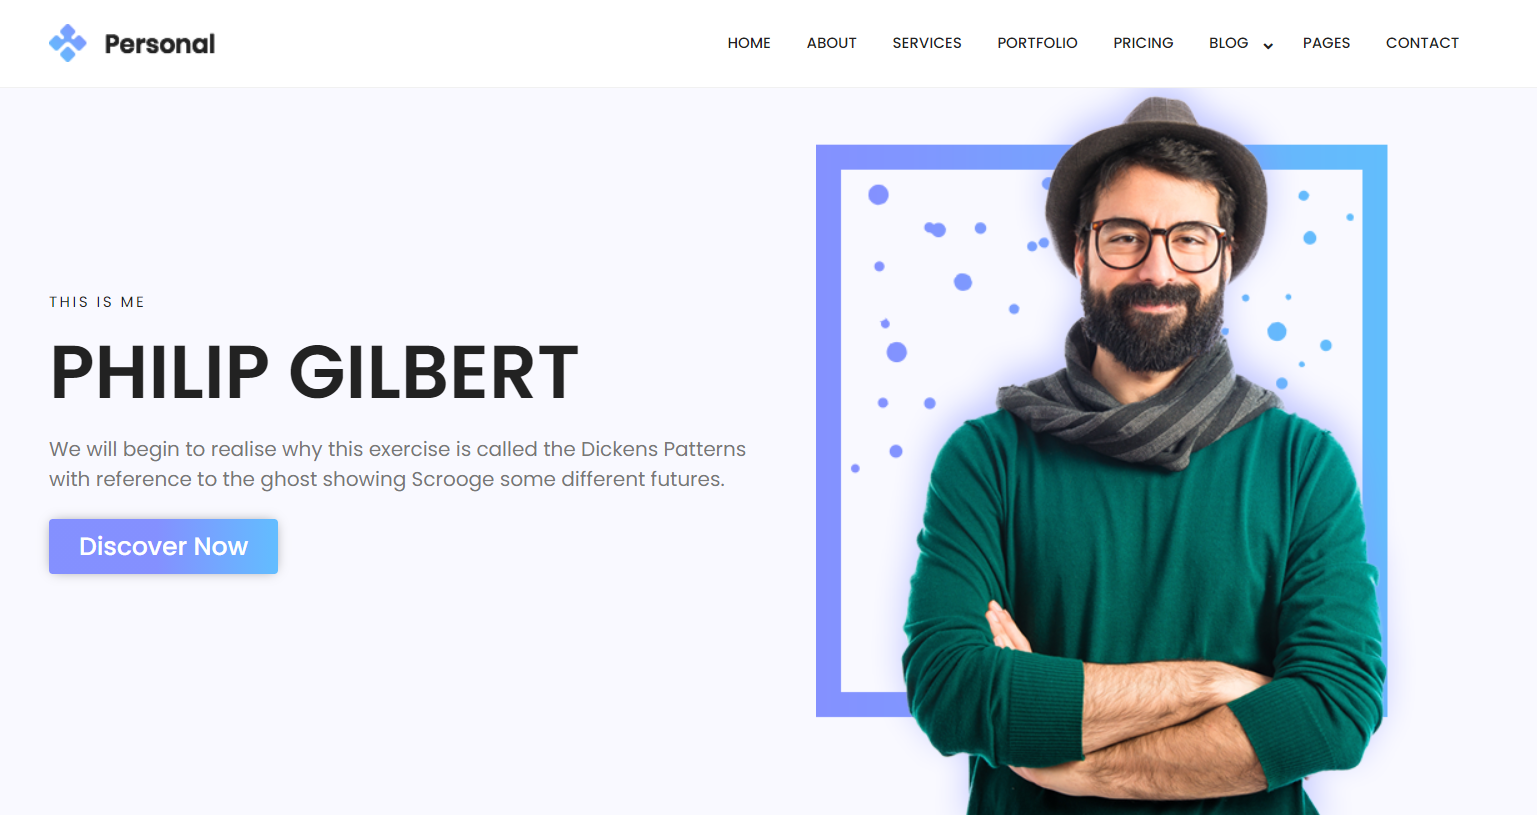 Personal
HOME ABOUT SERVICES PORTFOLIO PRICING BLOG PAGES CONTACT
THIS IS ME
PHILIP GILBERT
We will begin to realise why this exercise is called the Dickens Patterns
with reference to the ghost showing Scrooge some different futures.
Discover Now